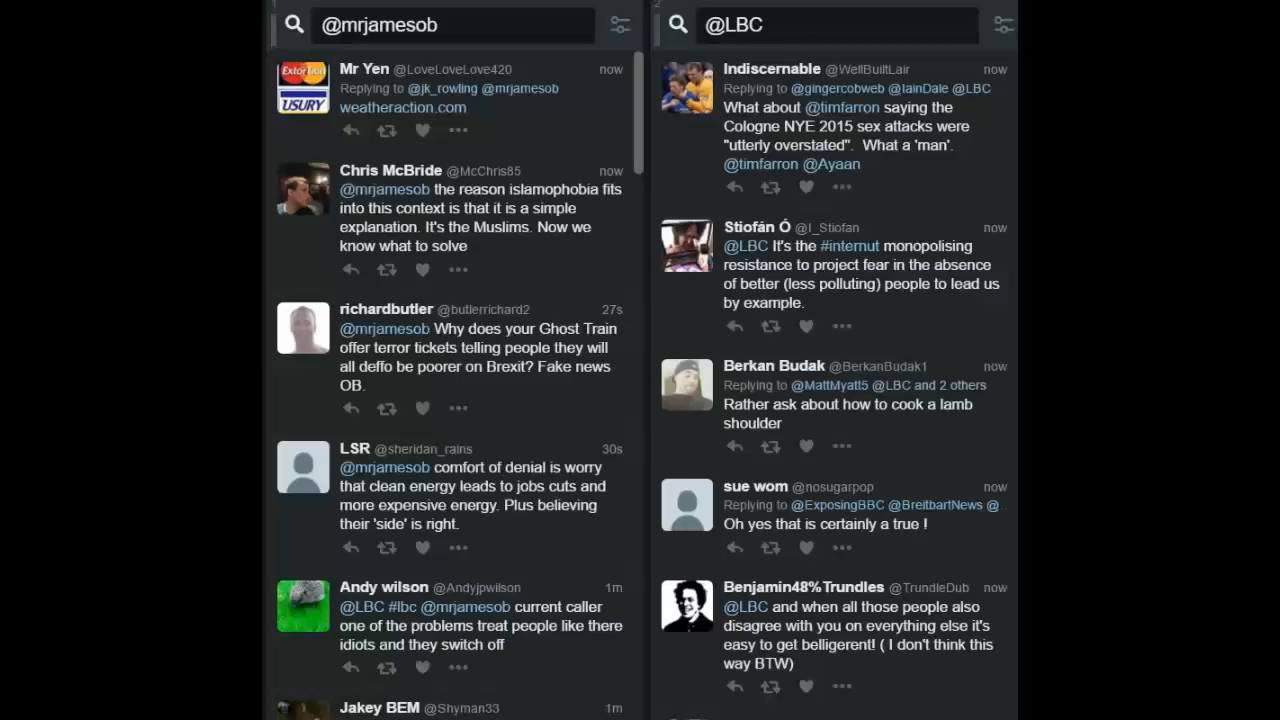 @mrjamesob
Mr Yen @LoveLoveLove420 now
Replying to @jk_rowling @mrjamesob
weatheraction.com
Extortion
USURY
Chris McBride @McChris85 now
@mrjamesob the reason islamophobia fits
into this context is that it is a simple
explanation. It's the Muslims. Now we
know what to solve
richardbutler @butlerrichard2 27s
@mrjamesob Why does your Ghost Train
offer terror tickets telling people they will
all deffo be poorer on Brexit? Fake news
OB.
LSR @sheridan_rains 30s
@mrjamesob comfort of denial is worry
that clean energy leads to jobs cuts and
more expensive energy. Plus believing
their 'side' is right.
Andy wilson @Andyjpwilson 1m
@LBC #lbc @mrjamesob current caller
one of the problems treat people like there
idiots and they switch off
Jakey BEM @Shyman33 1m
@LBC
Indiscernable @WellBuiltLair now
Replying to @gingercobweb @IainDale @LBC
What about @timfarron saying the
Cologne NYE 2015 sex attacks were
"utterly overstated". What a 'man'.
@timfarron @Ayaan
Stiofán Ó @I_Stiofan now
@LBC It's the #internut monopolising
resistance to project fear in the absence
of better (less polluting) people to lead us
by example.
Berkan Budak @BerkanBudak1 now
Replying to @MattMyatt5 @LBC and 2 others
Rather ask about how to cook a lamb
shoulder
sue wom @nosugarpop now
Replying to @ExposingBBC @BreitbartNews @
Oh yes that is certainly a true !
Benjamin48%Trundles @TrundleDub now
@LBC and when all those people also
disagree with you on everything else it's
easy to get belligerent! ( I don't think this
way BTW)